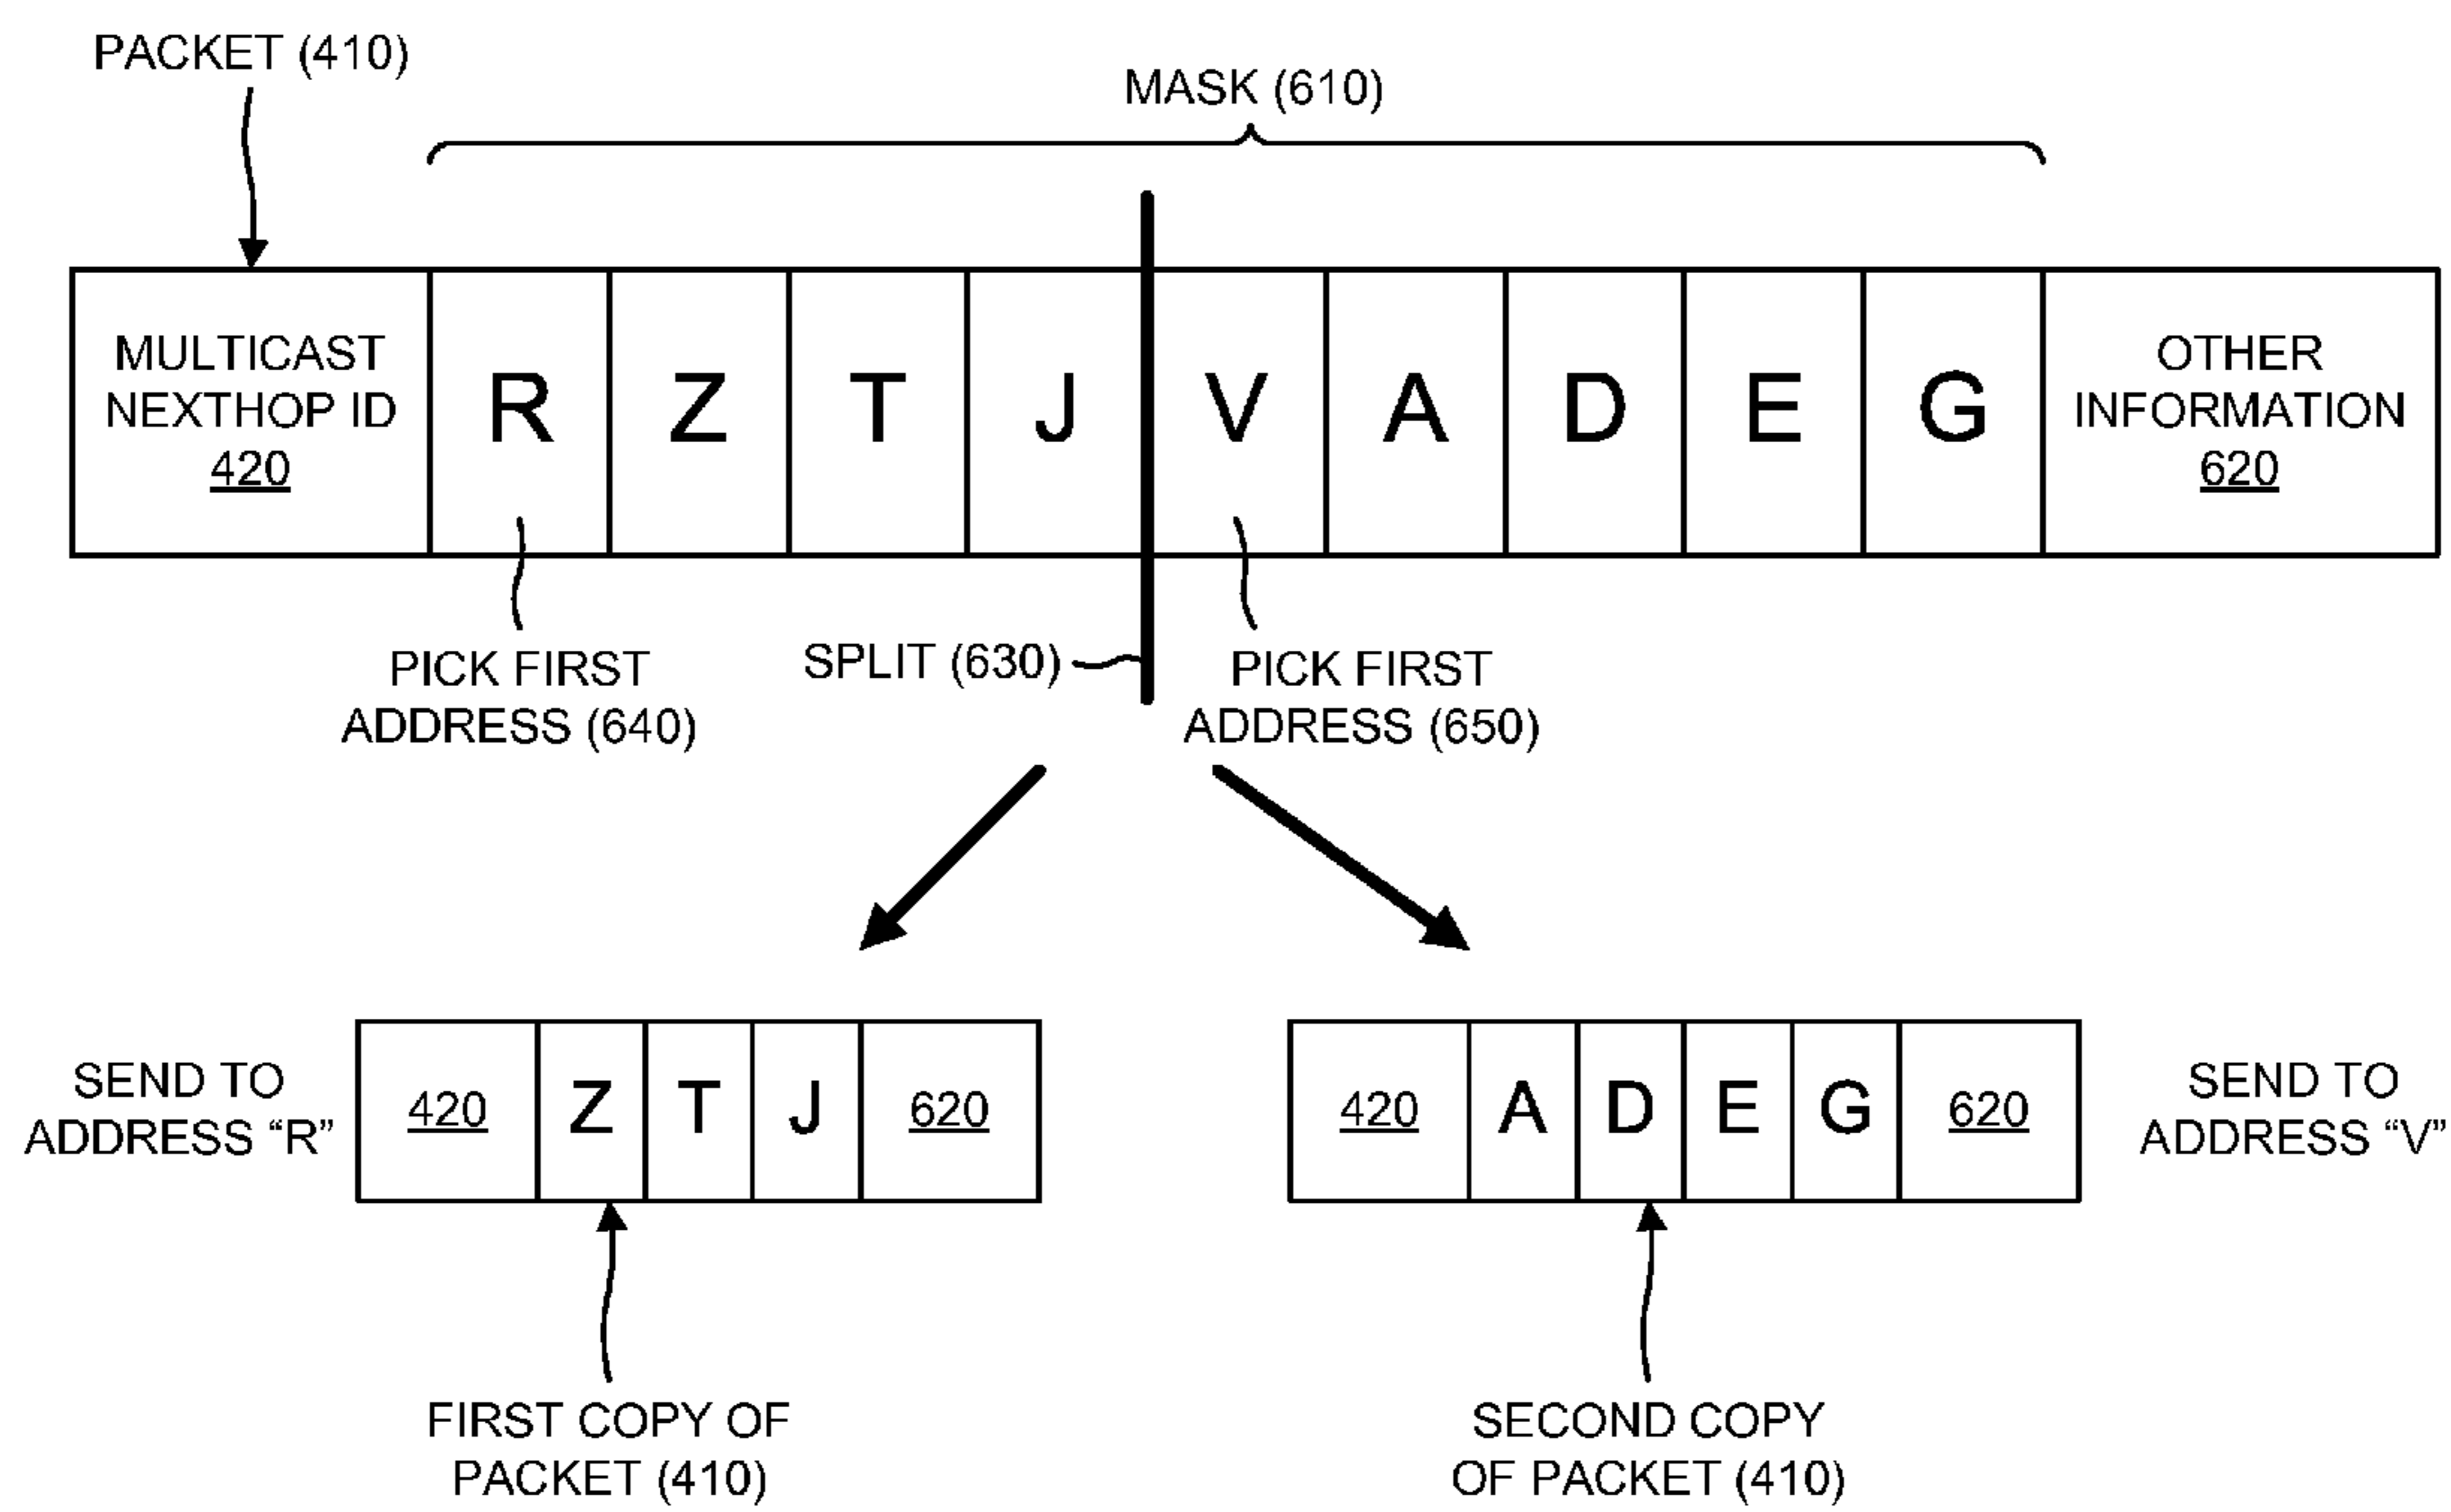 PACKET (410)
MASK (610)
MULTICAST
NEXTHOP ID
420
R
Z
T
J
V
A
D
E
G
OTHER
INFORMATION
620
PICK FIRST
ADDRESS (640)
SPLIT (630)
PICK FIRST
ADDRESS (650)
SEND TO
ADDRESS “R”
420
Z
T
J
620
420
A
D
E
G
620
SEND TO
ADDRESS “V”
FIRST COPY OF
PACKET (410)
SECOND COPY
OF PACKET (410)